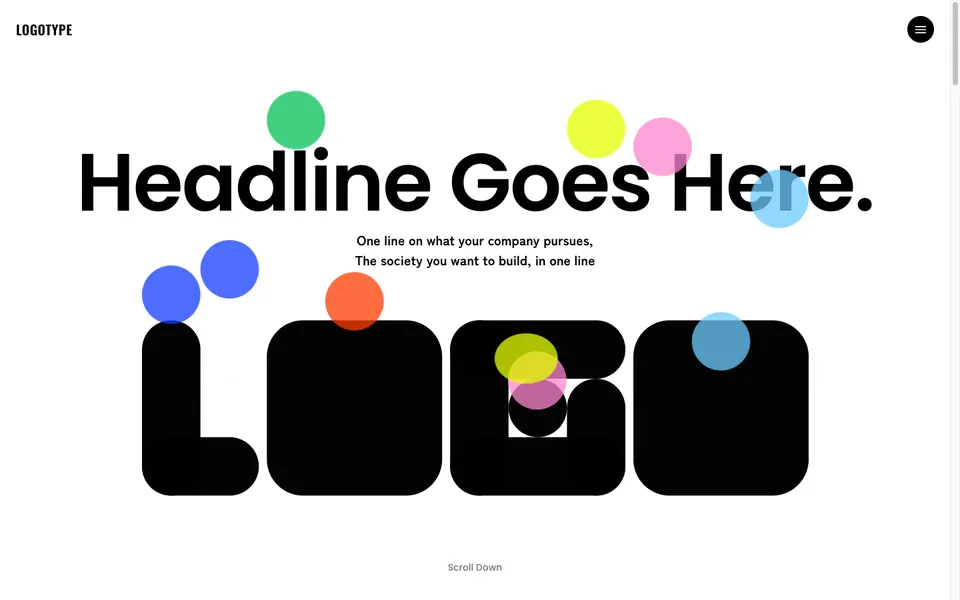 LOGOTYPE
Headline Goes Here.
One line on what your company pursues,
The society you want to build, in one line
LOGO
Scroll Down